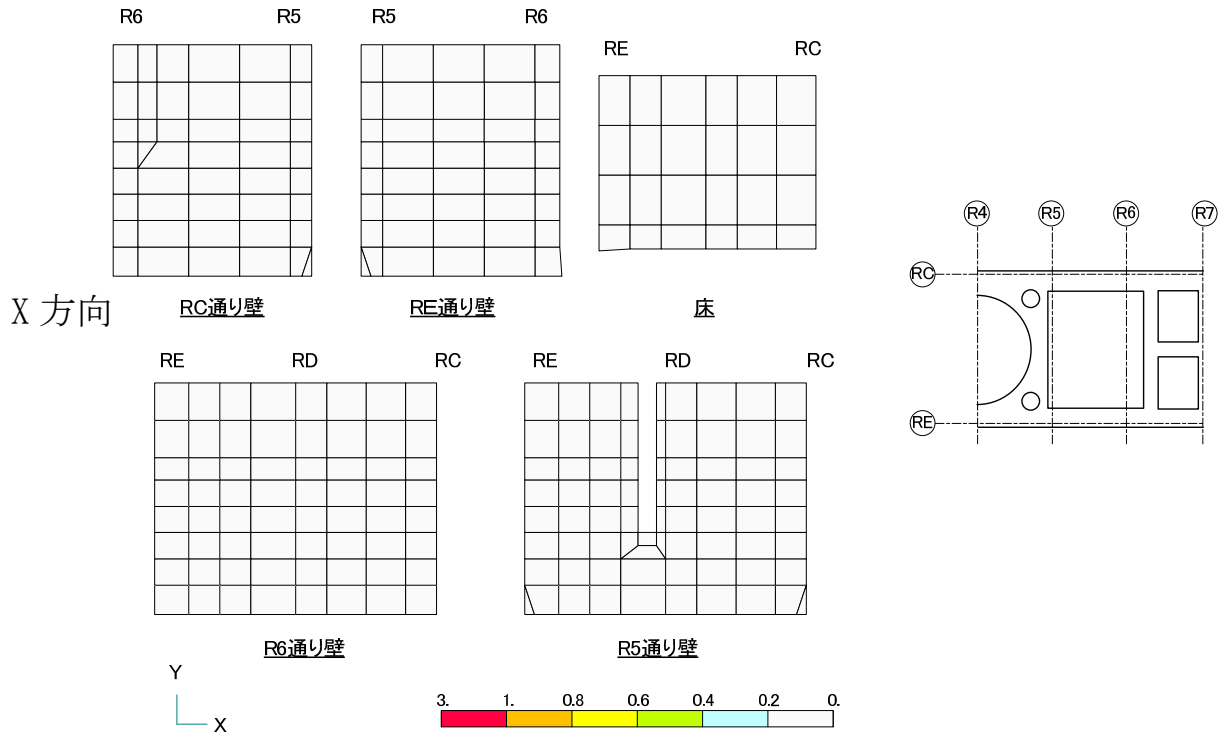 R6 R5
R5 R6
RE RC
RC通り壁
RE通り壁
床
X 方向
RE RD RC
RE RD RC
R6通り壁
R5通り壁
R4 R5 R6 R7
RC
RE
Y
X
3. 1. 0.8 0.6 0.4 0.2 0.